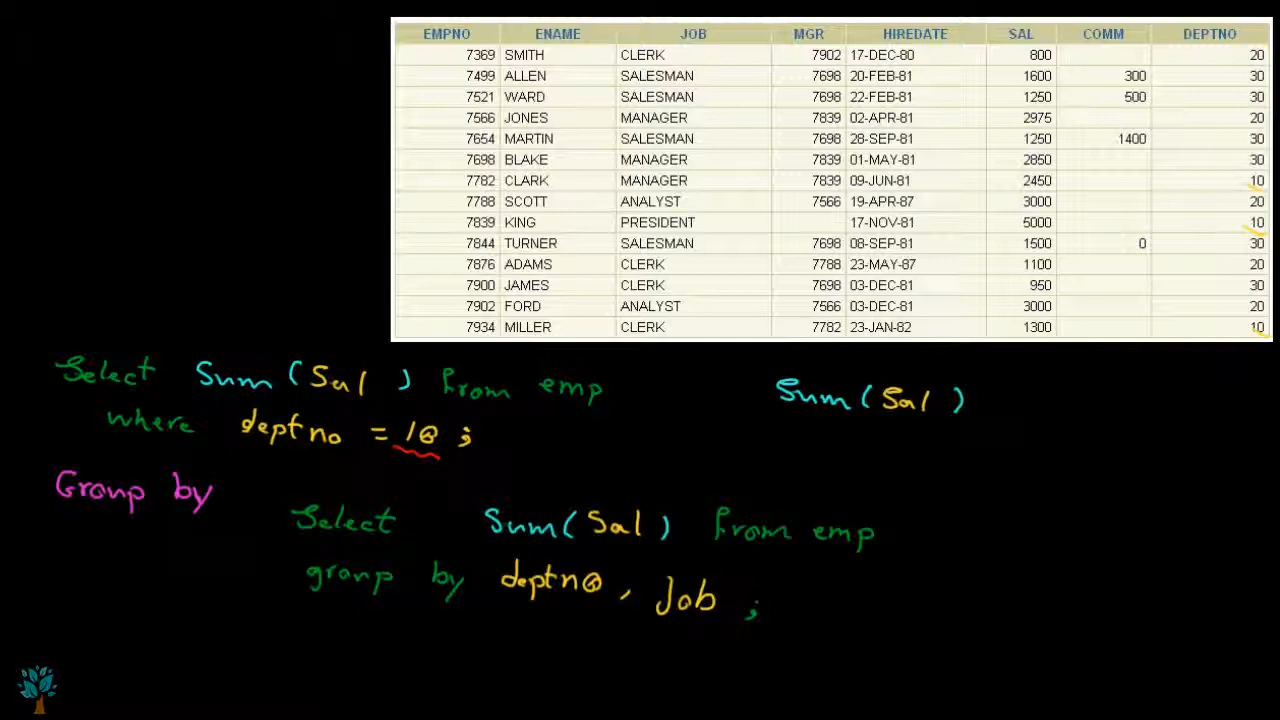 EMPNO ENAME JOB MGR HIREDATE SAL COMM DEPTNO
7369 SMITH CLERK 7902 17-DEC-80 800 20
7499 ALLEN SALESMAN 7698 20-FEB-81 1600 300 30
7521 WARD SALESMAN 7698 22-FEB-81 1250 500 30
7566 JONES MANAGER 7839 02-APR-81 2975 20
7654 MARTIN SALESMAN 7698 28-SEP-81 1250 1400 30
7698 BLAKE MANAGER 7839 01-MAY-81 2850 30
7782 CLARK MANAGER 7839 09-JUN-81 2450 10
7788 SCOTT ANALYST 7566 19-APR-87 3000 20
7839 KING PRESIDENT 17-NOV-81 5000 10
7844 TURNER SALESMAN 7698 08-SEP-81 1500 0 30
7876 ADAMS CLERK 7788 23-MAY-87 1100 20
7900 JAMES CLERK 7698 03-DEC-81 950 30
7902 FORD ANALYST 7566 03-DEC-81 3000 20
7934 MILLER CLERK 7782 23-JAN-82 1300 10
Select Sum(Sal) from emp
where deptno = 10;
Sum(Sal)
Group by
Select Sum(Sal) from emp
group by deptno, Job;